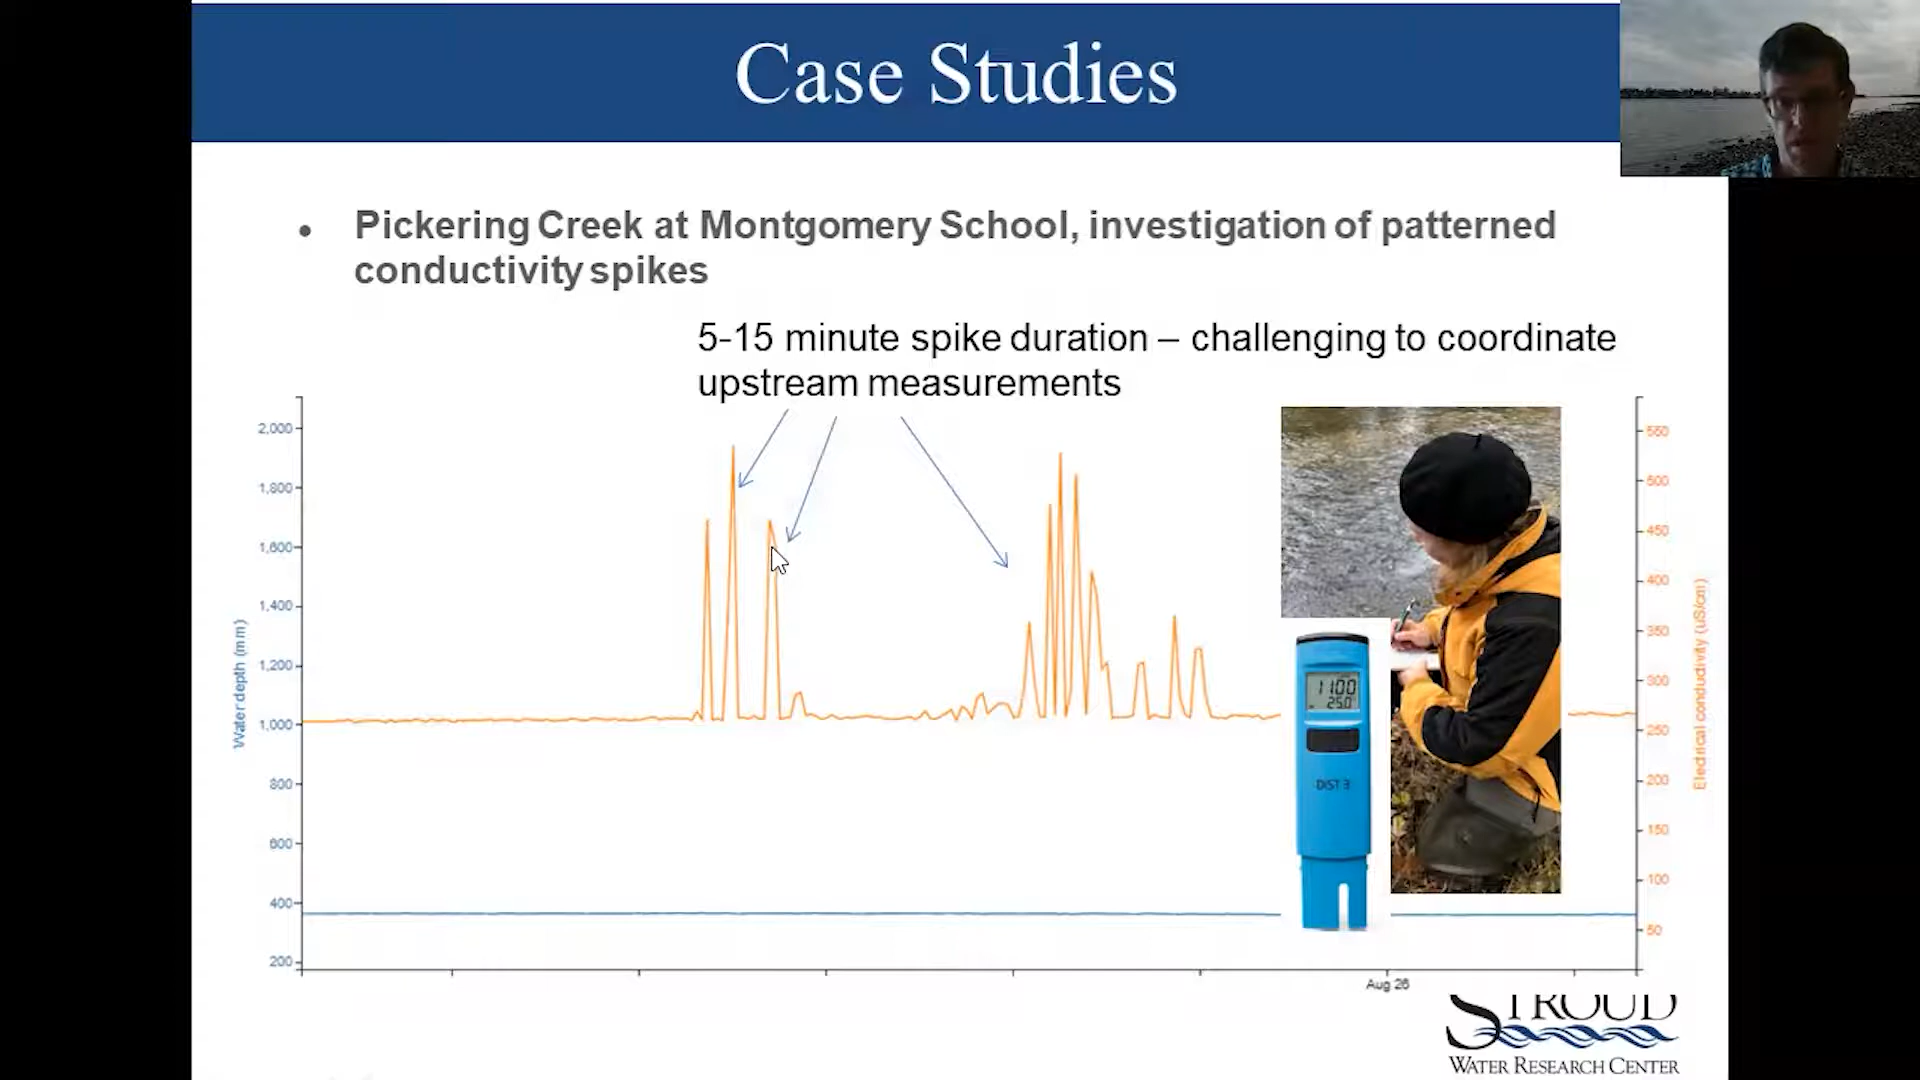 Case Studies
• Pickering Creek at Montgomery School, investigation of patterned
conductivity spikes
5-15 minute spike duration – challenging to coordinate
upstream measurements
2,000
1,800
1,600
1,400
1,200
1,000
800
600
400
200
Water depth (mm)
550
500
450
400
350
300
250
200
150
100
50
Electrical conductivity (uS/cm)
1100
25.0
DIST 3
Aug 26
STROUD
WATER RESEARCH CENTER